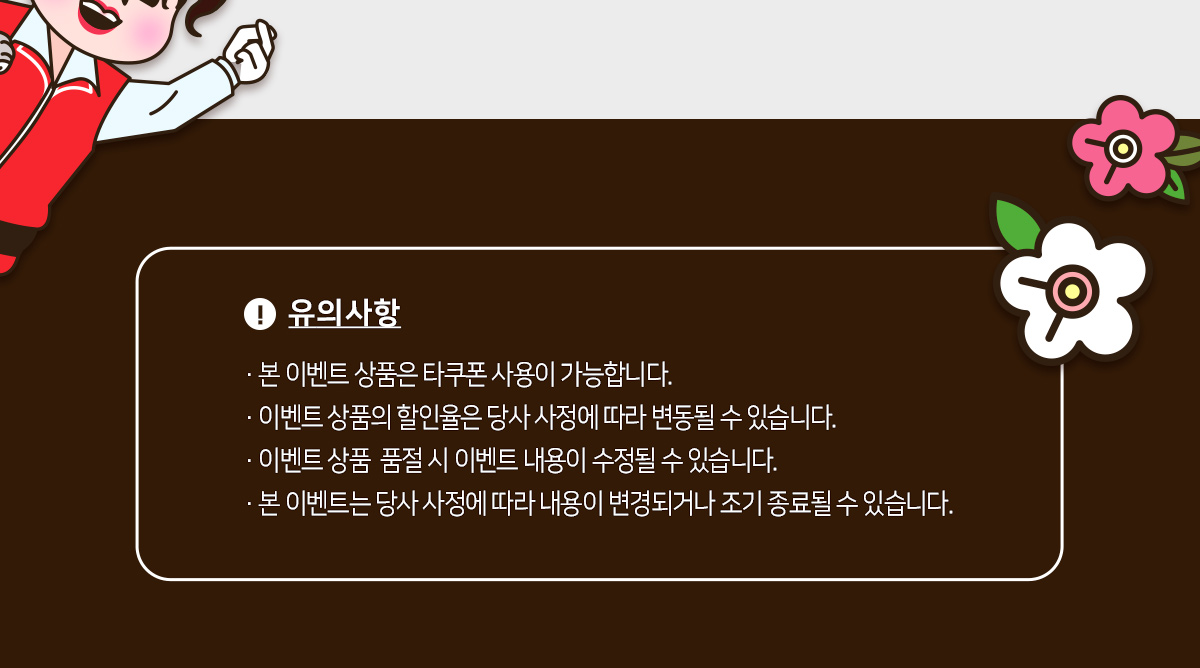 유의사항
· 본 이벤트 상품은 타쿠폰 사용이 가능합니다.
· 이벤트 상품의 할인율은 당사 사정에 따라 변동될 수 있습니다.
· 이벤트 상품  품절 시 이벤트 내용이 수정될 수 있습니다.
· 본 이벤트는 당사 사정에 따라 내용이 변경되거나 조기 종료될 수 있습니다.